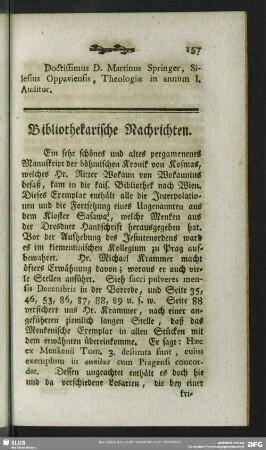 157
Doctissimus D. Martinus Springer, Si-
lesius Oppaviensis, Theologiæ in annum I.
Auditor.
Bibliothekarische Nachrichten.
Ein sehr schönes und altes pergamenenes
Manuskript der böhmischen Kronik von Kosmas,
welches Hr. Ritter Wokaun von Wokaunius
besaß, kam in die kais. Bibliothek nach Wien.
Dieses Exemplar enthält alle die Interpolatio-
nen und die Fortsetzung eines Ungenannten aus
dem Kloster Sasawa, welche Menken aus
der Dresdner Handschrift herausgegeben hat.
Vor der Aufhebung des Jesuitenordens ward
es im klementinischen Kollegium zu Prag auf-
bewahret. Hr. Michael Krammer macht
öfters Erwähnung davon; woraus er auch vie-
le Stellen anführt. Sieh sacci pulveres men-
sis Decembris in der Vorrede, und Seite 35,
46, 53, 86, 87, 88, 89 u. s. w. Seite 88
versichert uns Hr. Krammer, nach einer an-
geführten ziemlich langen Stelle, daß das
Menkenische Exemplar in allen Stücken mit
dem erwähnten übereinkomme. Er sagt: Hæc
ex Menkenii Tom. 3. desumta sunt, cuius
exemplum in omnibus cum Pragensi concor-
dat. Dessen ungeachtet enthält es doch hie
und da verschiedene Lesarten, die bey einer
kri-
SLUB
DFG